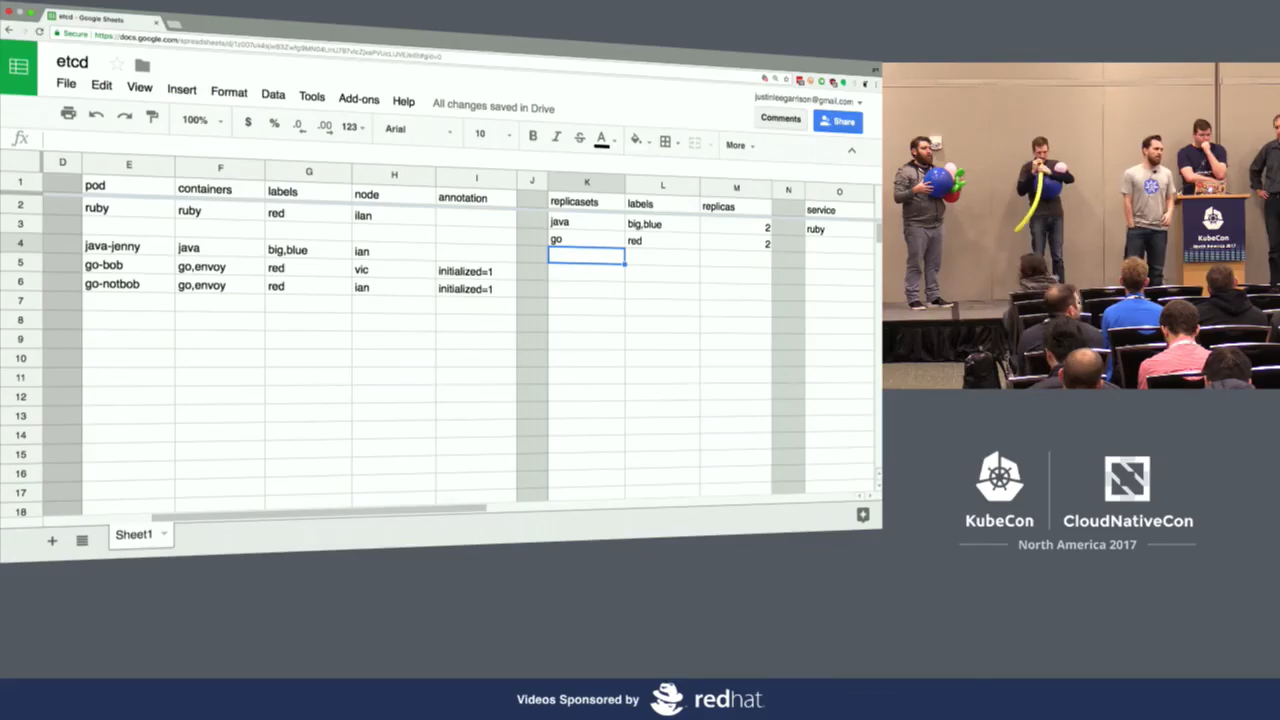 etcd - Google Sheets
Secure
etcd
File Edit View Insert Format Data Tools Add-ons Help All changes saved in Drive
justinleegarrison@gmail.com
Comments
Share
100% $ % .0 .00 123 Arial 10 B I S A More
fx
D E F G H I J K L M N O
1 pod containers labels node annotation replicasets labels replicas service
2 ruby ruby red ilan java big,blue 2 ruby
3 go red 2
4 java-jenny java big,blue ian
5 go-bob go,envoy red vic initialized=1
6 go-notbob go,envoy red ian initialized=1
7
8
9
10
11
12
13
14
15
16
17
18
Sheet1
KubeCon
North America 2017
KubeCon
CloudNativeCon
North America 2017
Videos Sponsored by redhat